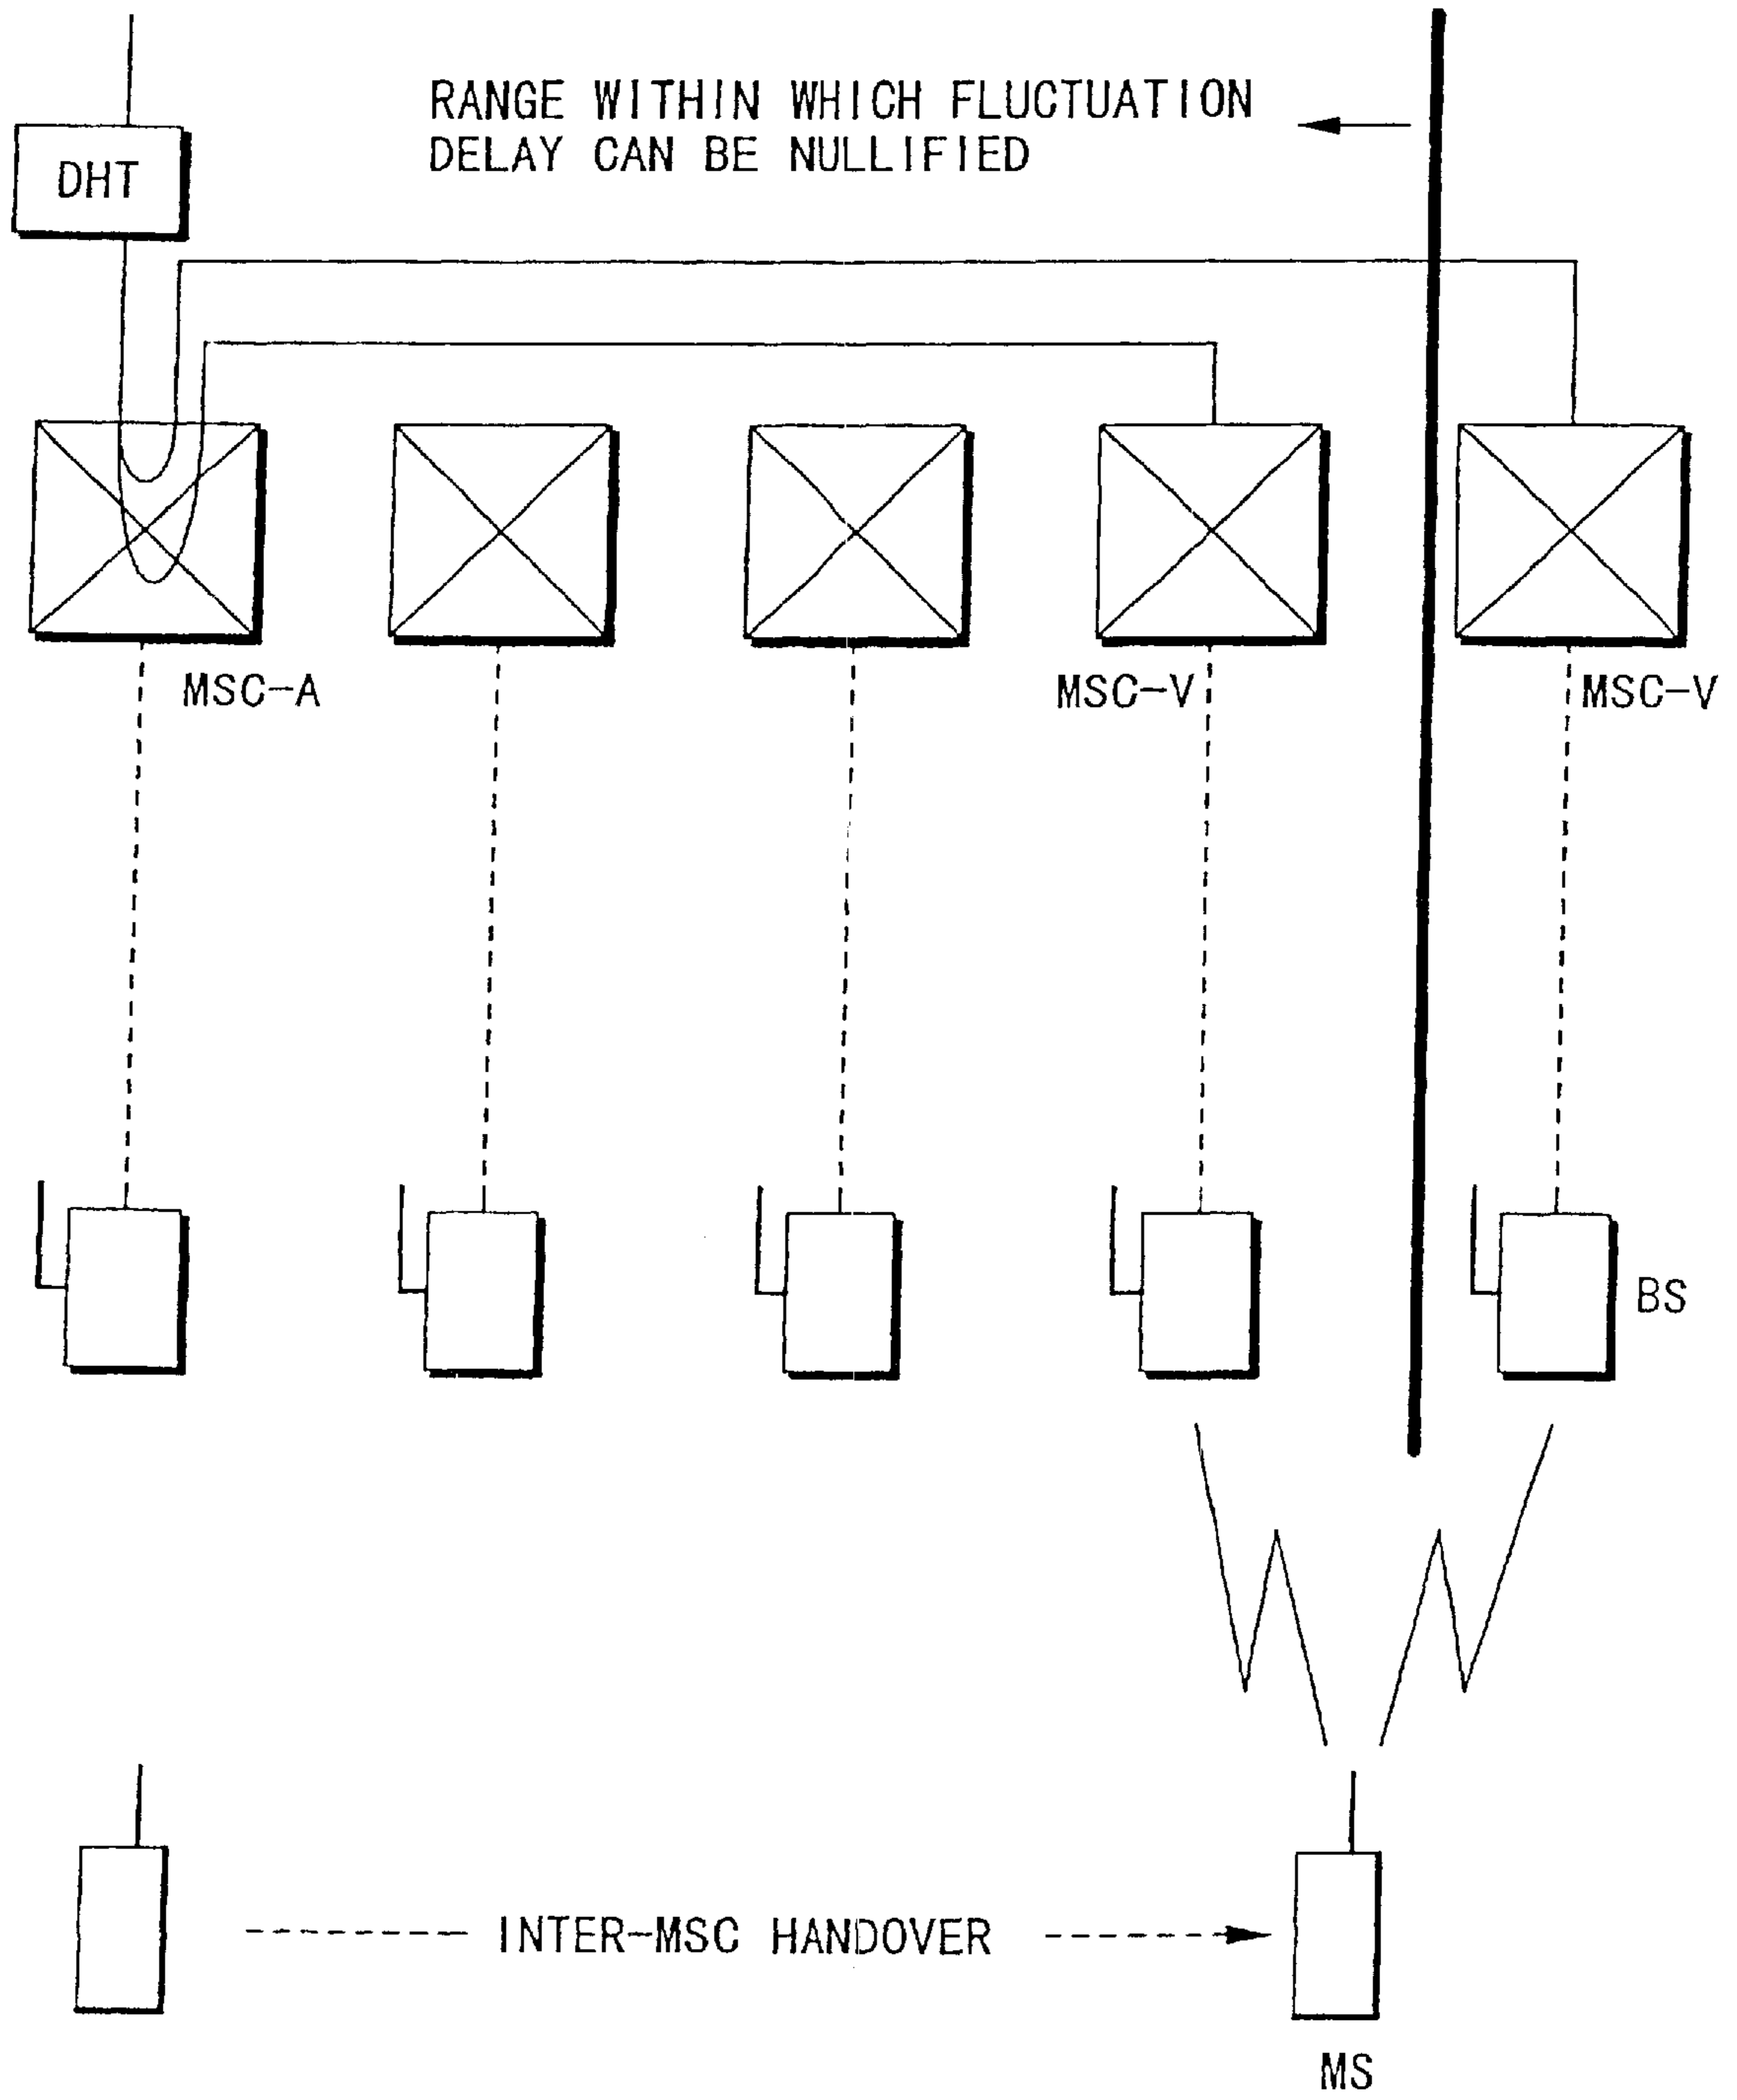 RANGE WITHIN WHICH FLUCTUATION
DELAY CAN BE NULLIFIED
DHT
MSC-A
MSC-V
MSC-V
BS
INTER-MSC HANDOVER
MS